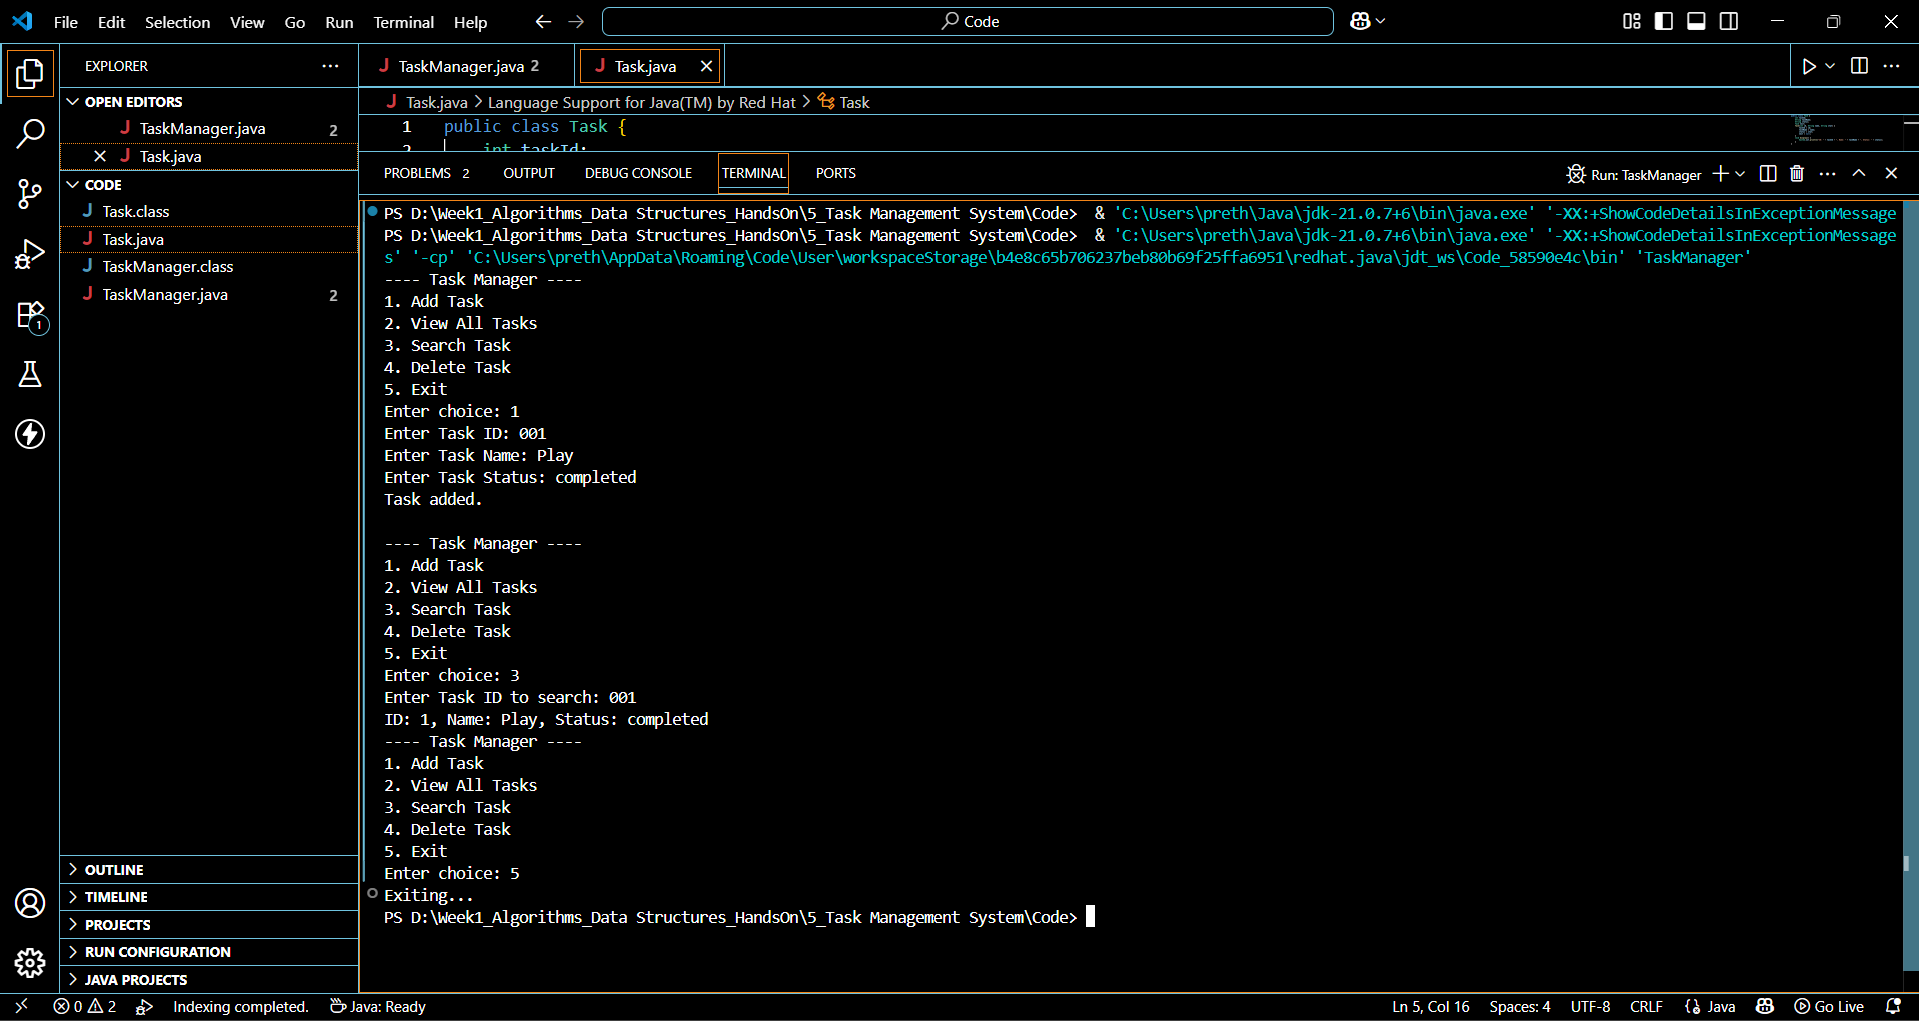 File Edit Selection View Go Run Terminal Help Code
EXPLORER
OPEN EDITORS
TaskManager.java 2
Task.java
CODE
Task.class
Task.java
TaskManager.class
TaskManager.java 2
1
OUTLINE
TIMELINE
PROJECTS
RUN CONFIGURATION
JAVA PROJECTS
TaskManager.java 2 Task.java
Task.java > Language Support for Java(TM) by Red Hat > Task
1 public class Task {
2 int taskId;
PROBLEMS 2 OUTPUT DEBUG CONSOLE TERMINAL PORTS Run: TaskManager
PS D:\Week1_Algorithms_Data Structures_HandsOn\5_Task Management System\Code> & 'C:\Users\preth\Java\jdk-21.0.7+6\bin\java.exe' '-XX:+ShowCodeDetailsInExceptionMessage
PS D:\Week1_Algorithms_Data Structures_HandsOn\5_Task Management System\Code> & 'C:\Users\preth\Java\jdk-21.0.7+6\bin\java.exe' '-XX:+ShowCodeDetailsInExceptionMessage
s' '-cp' 'C:\Users\preth\AppData\Roaming\Code\User\workspaceStorage\b4e8c65b706237beb80b69f25ffa6951\redhat.java\jdt_ws\Code_58590e4c\bin' 'TaskManager'
---- Task Manager ----
1. Add Task
2. View All Tasks
3. Search Task
4. Delete Task
5. Exit
Enter choice: 1
Enter Task ID: 001
Enter Task Name: Play
Enter Task Status: completed
Task added.
---- Task Manager ----
1. Add Task
2. View All Tasks
3. Search Task
4. Delete Task
5. Exit
Enter choice: 3
Enter Task ID to search: 001
ID: 1, Name: Play, Status: completed
---- Task Manager ----
1. Add Task
2. View All Tasks
3. Search Task
4. Delete Task
5. Exit
Enter choice: 5
Exiting...
PS D:\Week1_Algorithms_Data Structures_HandsOn\5_Task Management System\Code>
0 2 Indexing completed. Java: Ready Ln 5, Col 16 Spaces: 4 UTF-8 CRLF Java Go Live